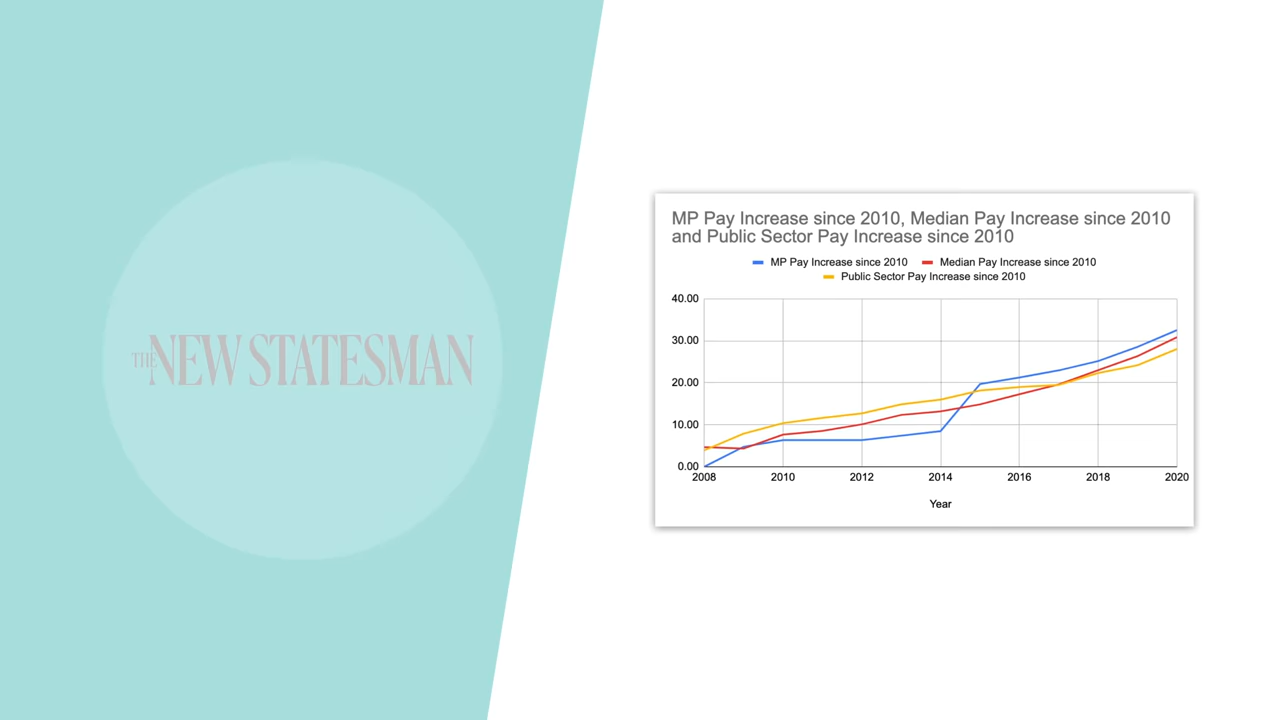 THE NEW STATESMAN
MP Pay Increase since 2010, Median Pay Increase since 2010
and Public Sector Pay Increase since 2010
MP Pay Increase since 2010 Median Pay Increase since 2010
Public Sector Pay Increase since 2010
40.00
30.00
20.00
10.00
0.00
2008 2010 2012 2014 2016 2018 2020
Year